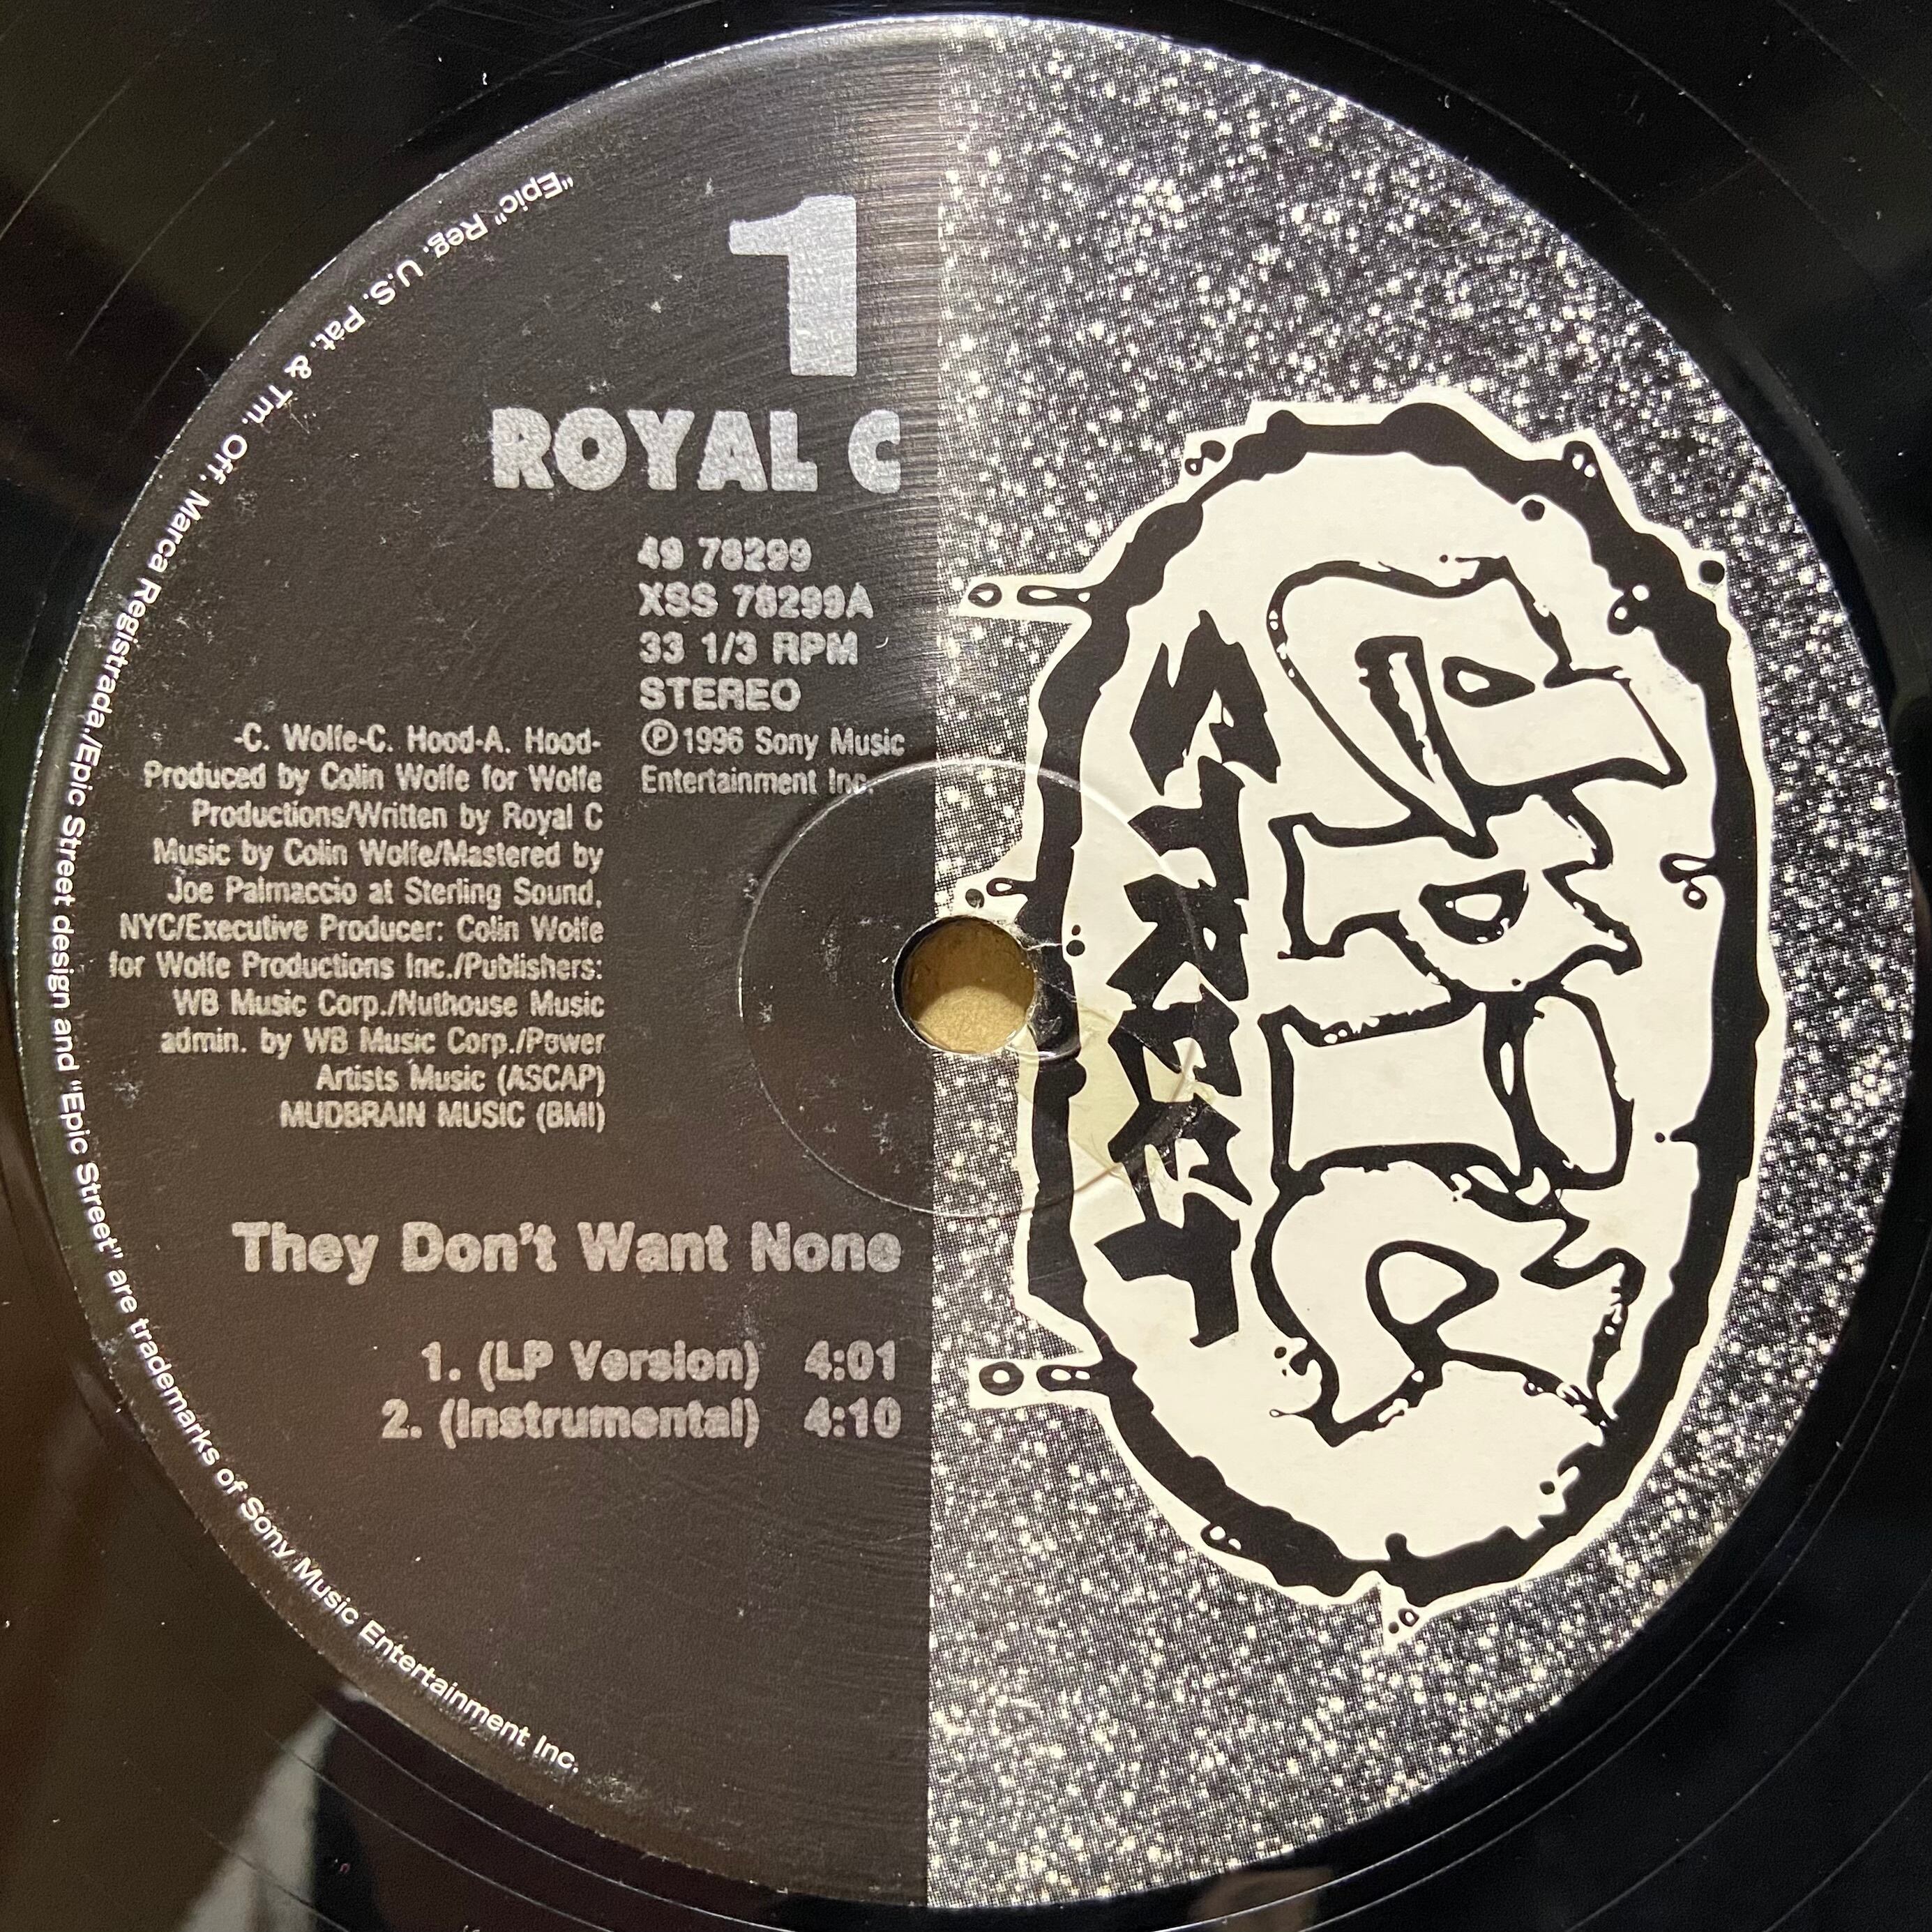 1
ROYAL C
49 78299
XSS 78299A
33 1/3 RPM
STEREO
Ⓟ1996 Sony Music
Entertainment Inc.
-C. Wolfe-C. Hood-A. Hood-
Produced by Colin Wolfe for Wolfe
Productions/Written by Royal C
Music by Colin Wolfe/Mastered by
Joe Palmaccio at Sterling Sound,
NYC/Executive Producer: Colin Wolfe
for Wolfe Productions Inc./Publishers:
WB Music Corp./Nuthouse Music
admin. by WB Music Corp./Power
Artists Music (ASCAP)
MUDBRAIN MUSIC (BMI)
They Don't Want None
1. (LP Version) 4:01
2. (Instrumental) 4:10
"Epic" Reg. U.S. Pat. & Tm. Off. Marca Registrada./Epic Street design and "Epic Street" are trademarks of Sony Music Entertainment Inc.
epic
STREET